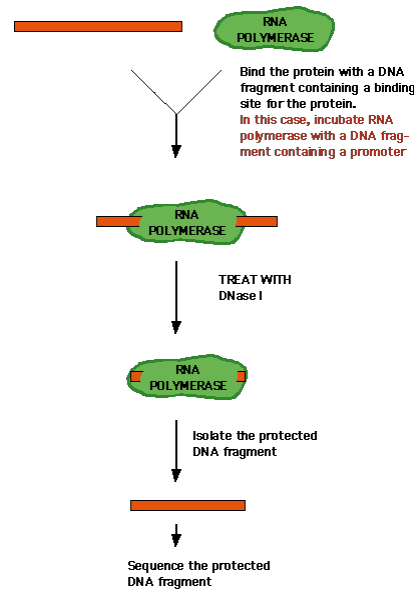 RNA
POLYMERASE
Bind the protein with a DNA
fragment containing a binding
site for the protein.
In this case, incubate RNA
polymerase with a DNA frag-
ment containing a promoter
RNA
POLYMERASE
TREAT WITH
DNase I
RNA
POLYMERASE
Isolate the protected
DNA fragment
Sequence the protected
DNA fragment